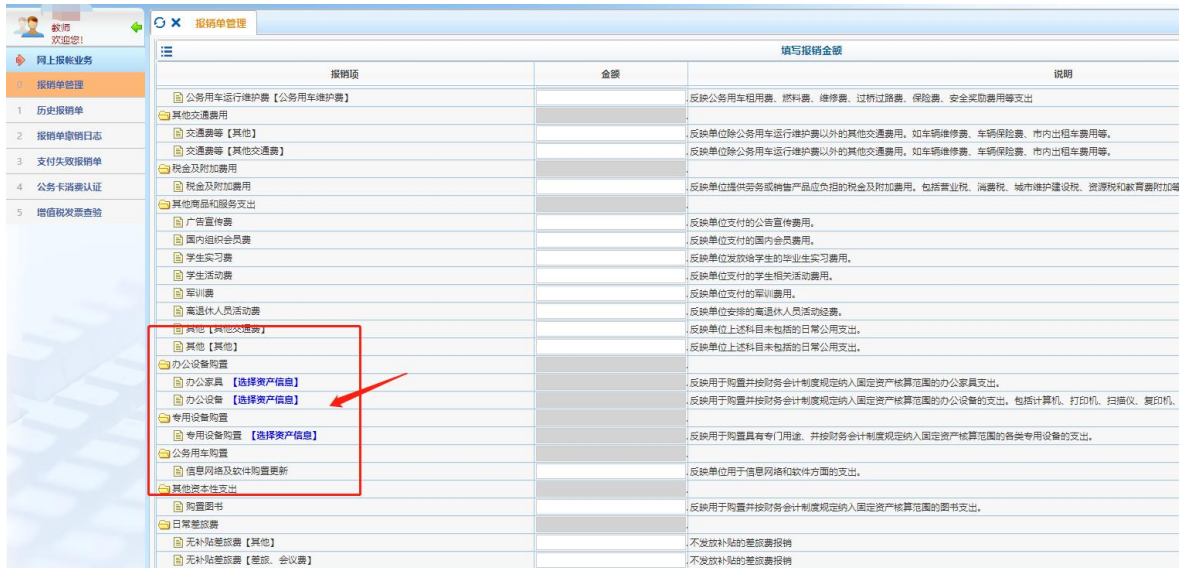 教师
欢迎您!
网上报帐业务
0 报销单管理
1 历史报销单
2 报销单撤销日志
3 支付失败报销单
4 公务卡消费认证
5 增值税发票查验
报销单管理
填写报销金额
报销项 金额 说明
公务用车运行维护费【公务用车维护费】 .反映公务用车租用费、燃料费、维修费、过桥过路费、保险费、安全奖励费用等支出
其他交通费用 .
交通费等【其他】 .反映单位除公务用车运行维护费以外的其他交通费用。如车辆维修费、车辆保险费、市内出租车费用等。
交通费等【其他交通费】 .反映单位除公务用车运行维护费以外的其他交通费用。如车辆维修费、车辆保险费、市内出租车费用等。
税金及附加费用 .
税金及附加费用 .反映单位提供劳务或销售产品应负担的税金及附加费用。包括营业税、消费税、城市维护建设税、资源税和教育费附加等
其他商品和服务支出 .
广告宣传费 .反映单位支付的公告宣传费用。
国内组织会员费 .反映单位支付的国内会员费用。
学生实习费 .反映单位发放给学生的毕业生实习费用。
学生活动费 .反映单位支付的学生相关活动费用。
军训费 .反映单位支付的军训费用。
离退休人员活动费 .反映单位安排的离退休人员活动经费。
其他【其他交通费】 .反映单位上述科目未包括的日常公用支出。
其他【其他】 .反映单位上述科目未包括的日常公用支出。
办公设备购置 .
办公家具 【选择资产信息】 .反映用于购置并按财务会计制度规定纳入固定资产核算范围的办公家具支出。
办公设备 【选择资产信息】 .反映用于购置并按财务会计制度规定纳入固定资产核算范围的办公设备的支出。包括计算机、打印机、扫描仪、复印机、
专用设备购置 .
专用设备购置 【选择资产信息】 .反映用于购置具有专门用途、并按财务会计制度规定纳入固定资产核算范围的各类专用设备的支出。
公务用车购置 .
信息网络及软件购置更新 .反映单位用于信息网络和软件方面的支出。
其他资本性支出 .
购置图书 .反映用于购置并按财务会计制度规定纳入固定资产核算范围的图书支出。
日常差旅费 .
无补贴差旅费【其他】 .不发放补贴的差旅费报销
无补贴差旅费【差旅、会议费】 .不发放补贴的差旅费报销